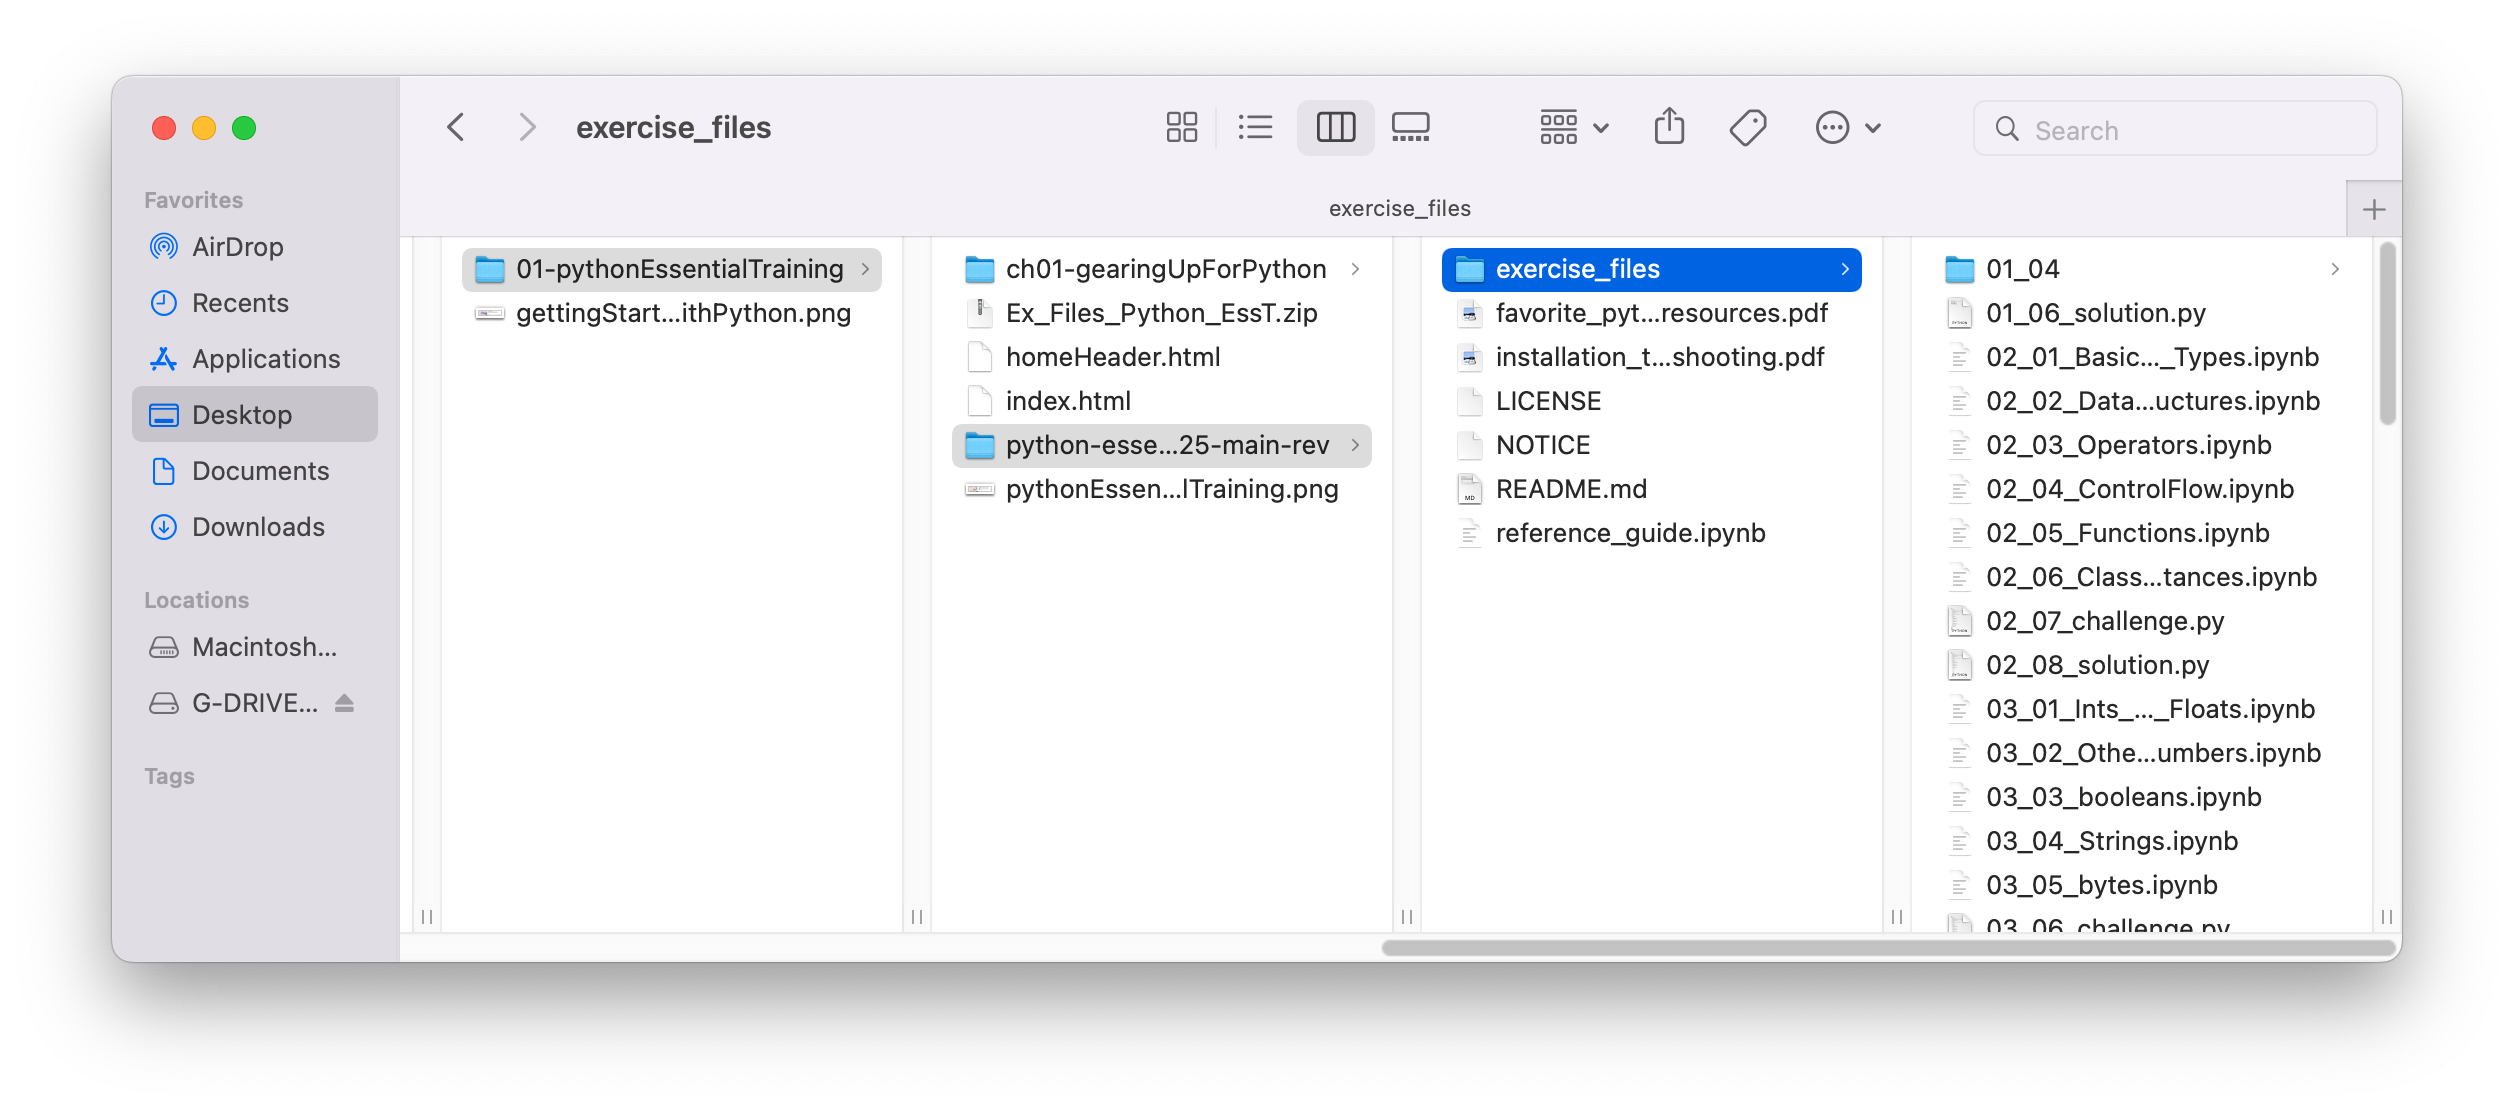 exercise_files
Search
exercise_files
Favorites
AirDrop
Recents
Applications
Desktop
Documents
Downloads
Locations
Macintosh...
G-DRIVE...
Tags
01-pythonEssentialTraining
gettingStart...ithPython.png
ch01-gearingUpForPython
Ex_Files_Python_EssT.zip
homeHeader.html
index.html
python-esse...25-main-rev
pythonEssen...lTraining.png
exercise_files
favorite_pyt...resources.pdf
installation_t...shooting.pdf
LICENSE
NOTICE
README.md
reference_guide.ipynb
01_04
01_06_solution.py
02_01_Basic..._Types.ipynb
02_02_Data...uctures.ipynb
02_03_Operators.ipynb
02_04_ControlFlow.ipynb
02_05_Functions.ipynb
02_06_Class...tances.ipynb
02_07_challenge.py
02_08_solution.py
03_01_Ints_..._Floats.ipynb
03_02_Othe...umbers.ipynb
03_03_booleans.ipynb
03_04_Strings.ipynb
03_05_bytes.ipynb
03_06_challenge.py